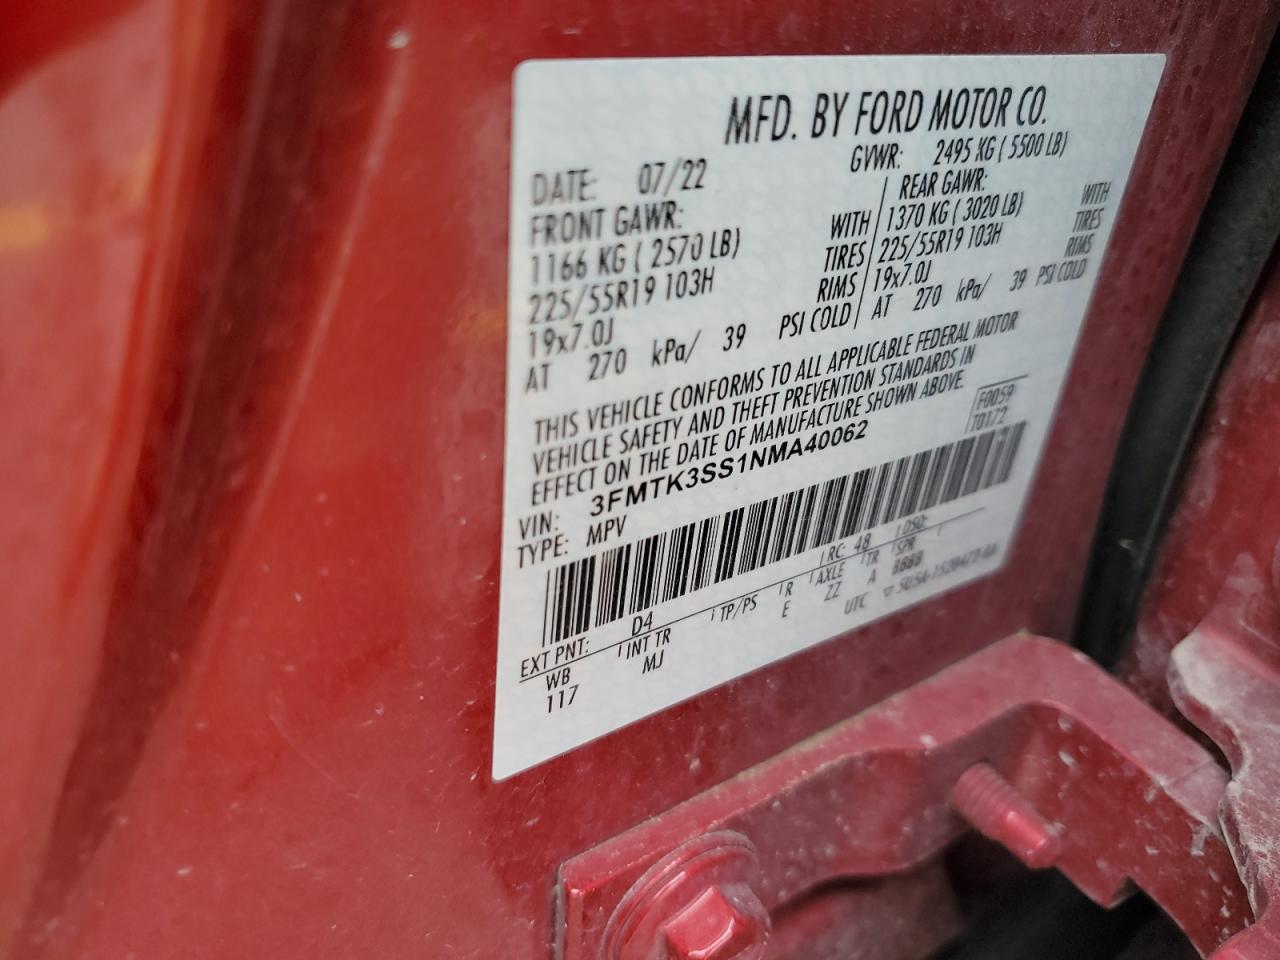 MFD. BY FORD MOTOR CO.
DATE: 07/22 GVWR: 2495 KG ( 5500 LB)
FRONT GAWR: REAR GAWR:
1166 KG ( 2570 LB) WITH 1370 KG ( 3020 LB) WITH
225/55R19 103H TIRES 225/55R19 103H TIRES
19x7.0J RIMS 19x7.0J RIMS
AT 270 kPa/ 39 PSI COLD AT 270 kPa/ 39 PSI COLD
THIS VEHICLE CONFORMS TO ALL APPLICABLE FEDERAL MOTOR
VEHICLE SAFETY AND THEFT PREVENTION STANDARDS IN
EFFECT ON THE DATE OF MANUFACTURE SHOWN ABOVE.
VIN: 3FMTK3SS1NMA40062 F0059
TYPE: MPV T0172
EXT PNT: D4 RC: 48 DSO:
WB INT TR TP/PS R AXLE TR SPR
117 MJ E ZZ A BBBB
UTC